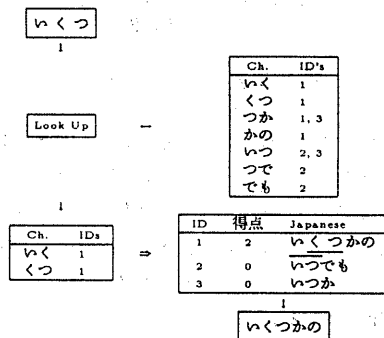 いくつ
↓
Ch. ID's
いく 1
くつ 1
つか 1, 3
かの 1
いつ 2, 3
つで 2
でも 2
Look Up ←
↓
Ch. IDs
いく 1
くつ 1
⇒
ID 得点 Japanese
1 2 いくつかの
2 0 いつでも
3 0 いつか
↓
いくつかの